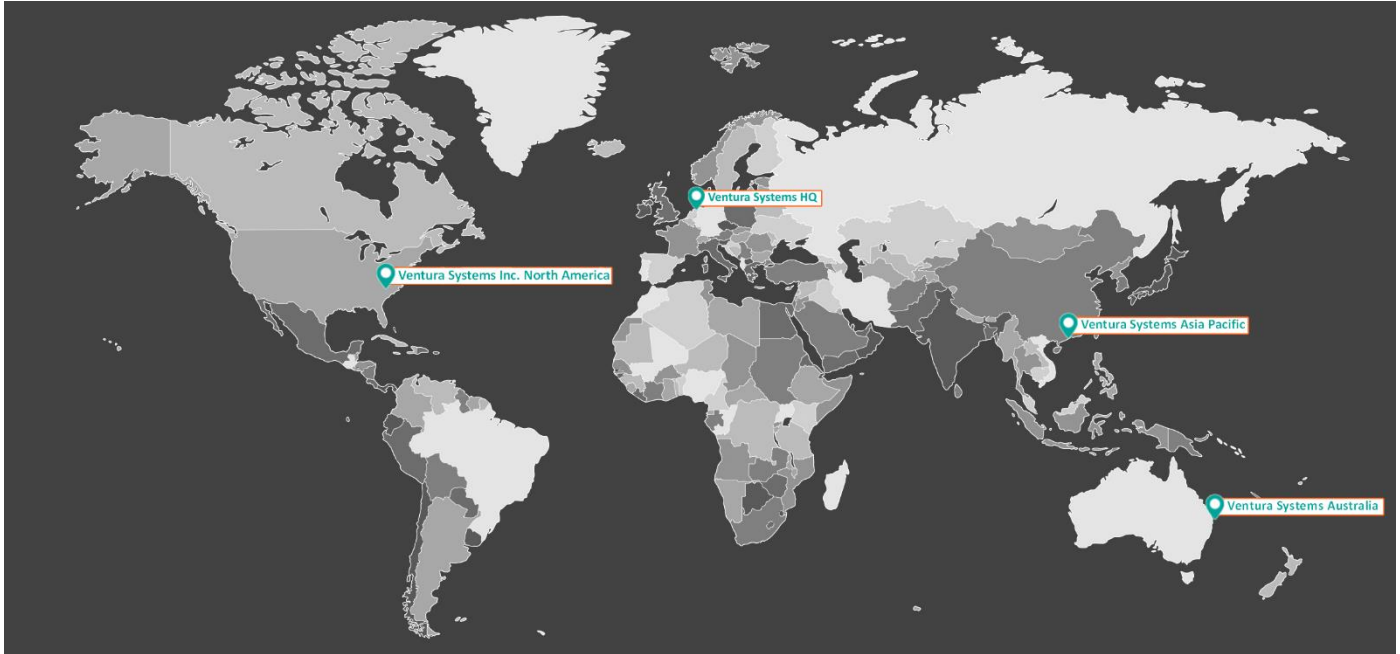 Ventura Systems HQ
Ventura Systems Inc. North America
Ventura Systems Asia Pacific
Ventura Systems Australia